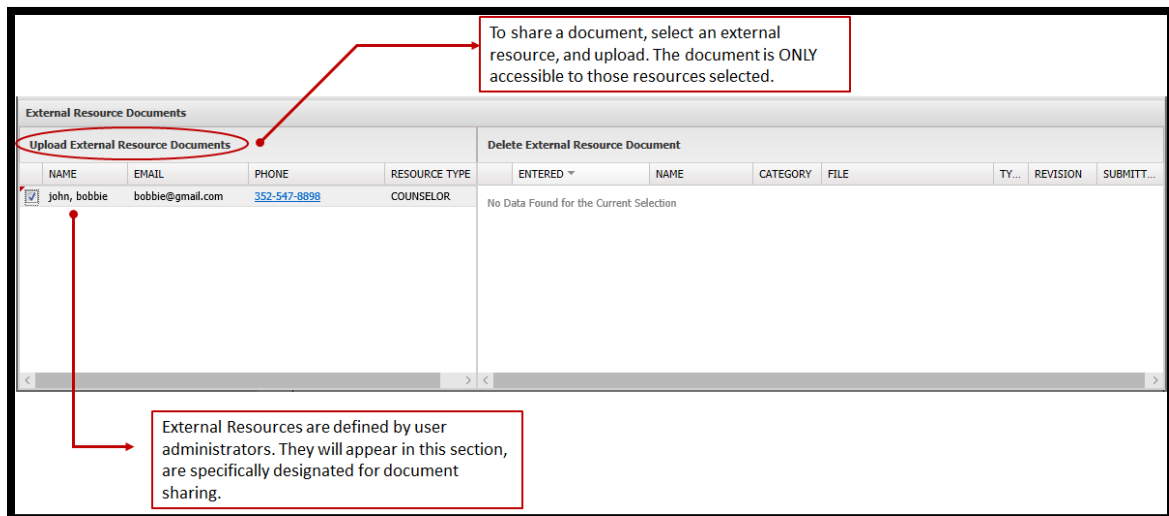 To share a document, select an external
resource, and upload. The document is ONLY
accessible to those resources selected.
External Resource Documents
Upload External Resource Documents
Delete External Resource Document
NAME EMAIL PHONE RESOURCE TYPE
ENTERED NAME CATEGORY FILE TY... REVISION SUBMITT...
john, bobbie bobbie@gmail.com 352-547-8898 COUNSELOR
No Data Found for the Current Selection
External Resources are defined by user
administrators. They will appear in this section,
are specifically designated for document
sharing.